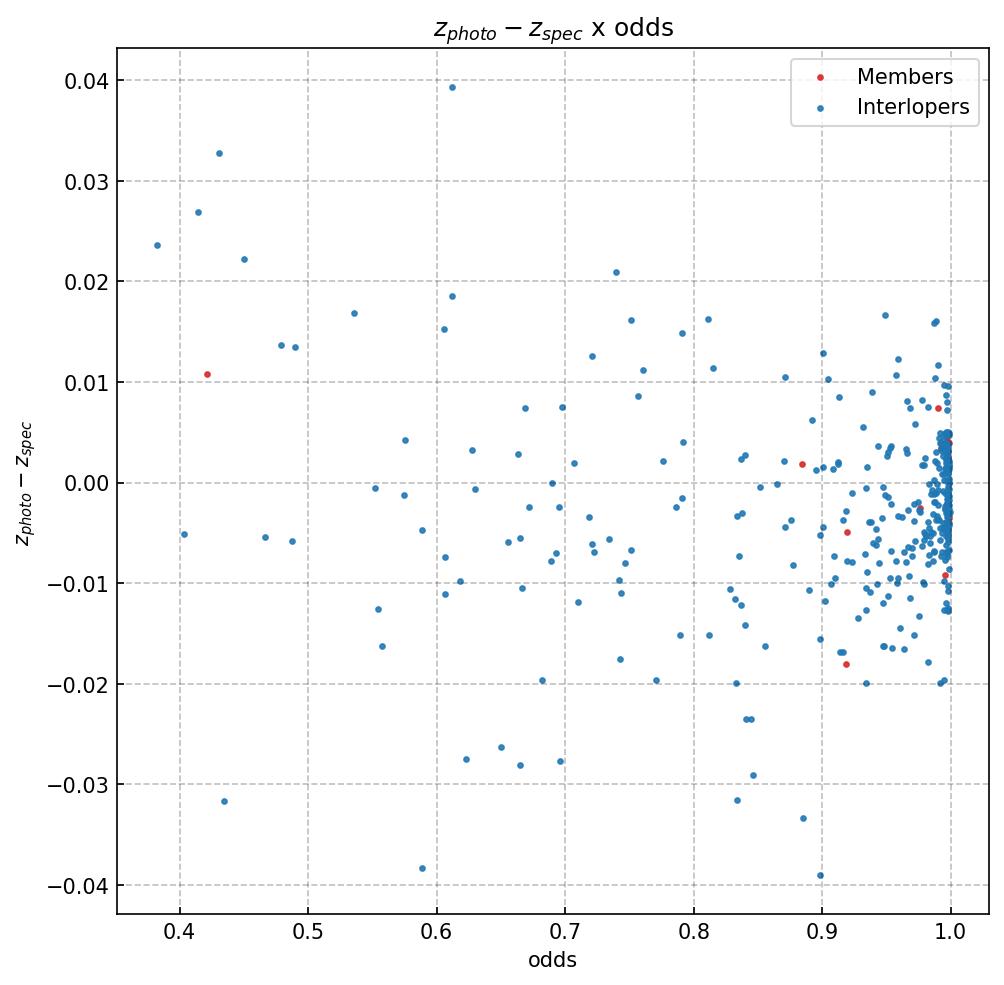 z_photo − z_spec x odds
Members
Interlopers
0.04
0.03
0.02
0.01
0.00
−0.01
−0.02
−0.03
−0.04
z_photo − z_spec
0.4 0.5 0.6 0.7 0.8 0.9 1.0
odds